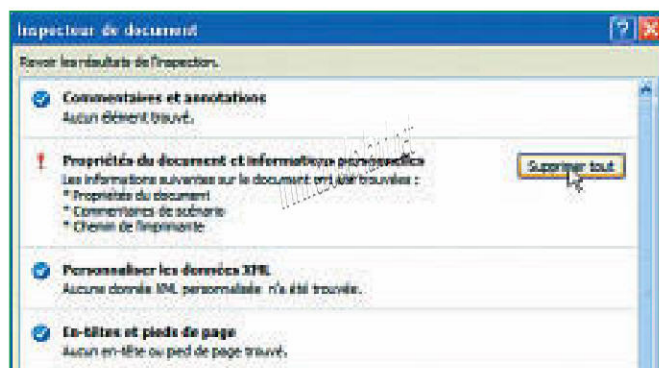 Inspecteur de document
Revoir les résultats de l'inspection.
Commentaires et annotations
Aucun élément trouvé.
Propriétés du document et informations personnelles
Supprimer tout
Les informations suivantes sur le document ont été trouvées :
* Propriétés du document
* Commentaires de scénario
* Chemin de l'imprimante
Personnaliser les données XML
Aucune donnée XML personnalisée n'a été trouvée.
En-têtes et pieds de page
Aucun en-tête ou pied de page trouvé.